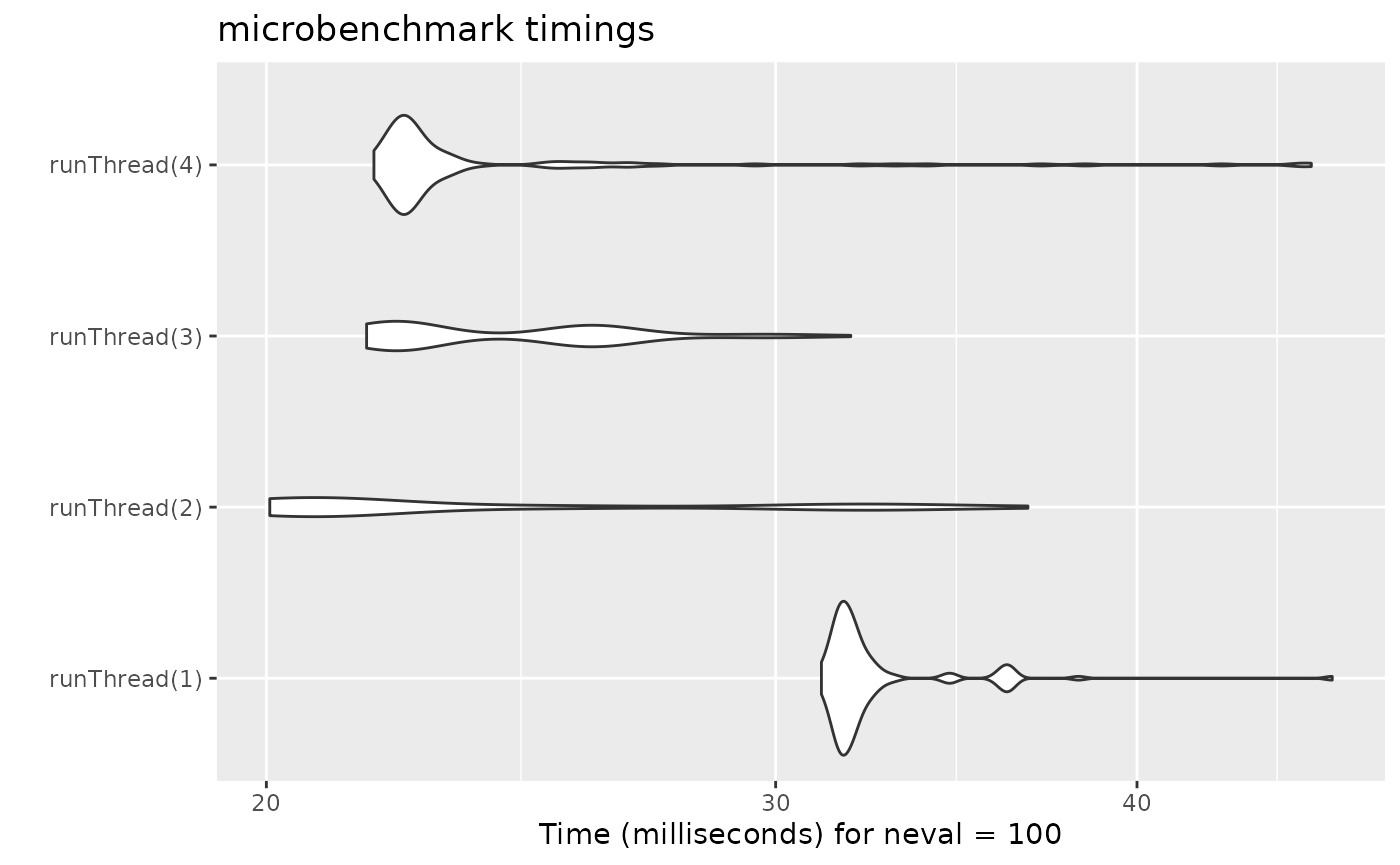 microbenchmark timings
runThread(4)
runThread(3)
runThread(2)
runThread(1)
20 30 40
Time (milliseconds) for neval = 100